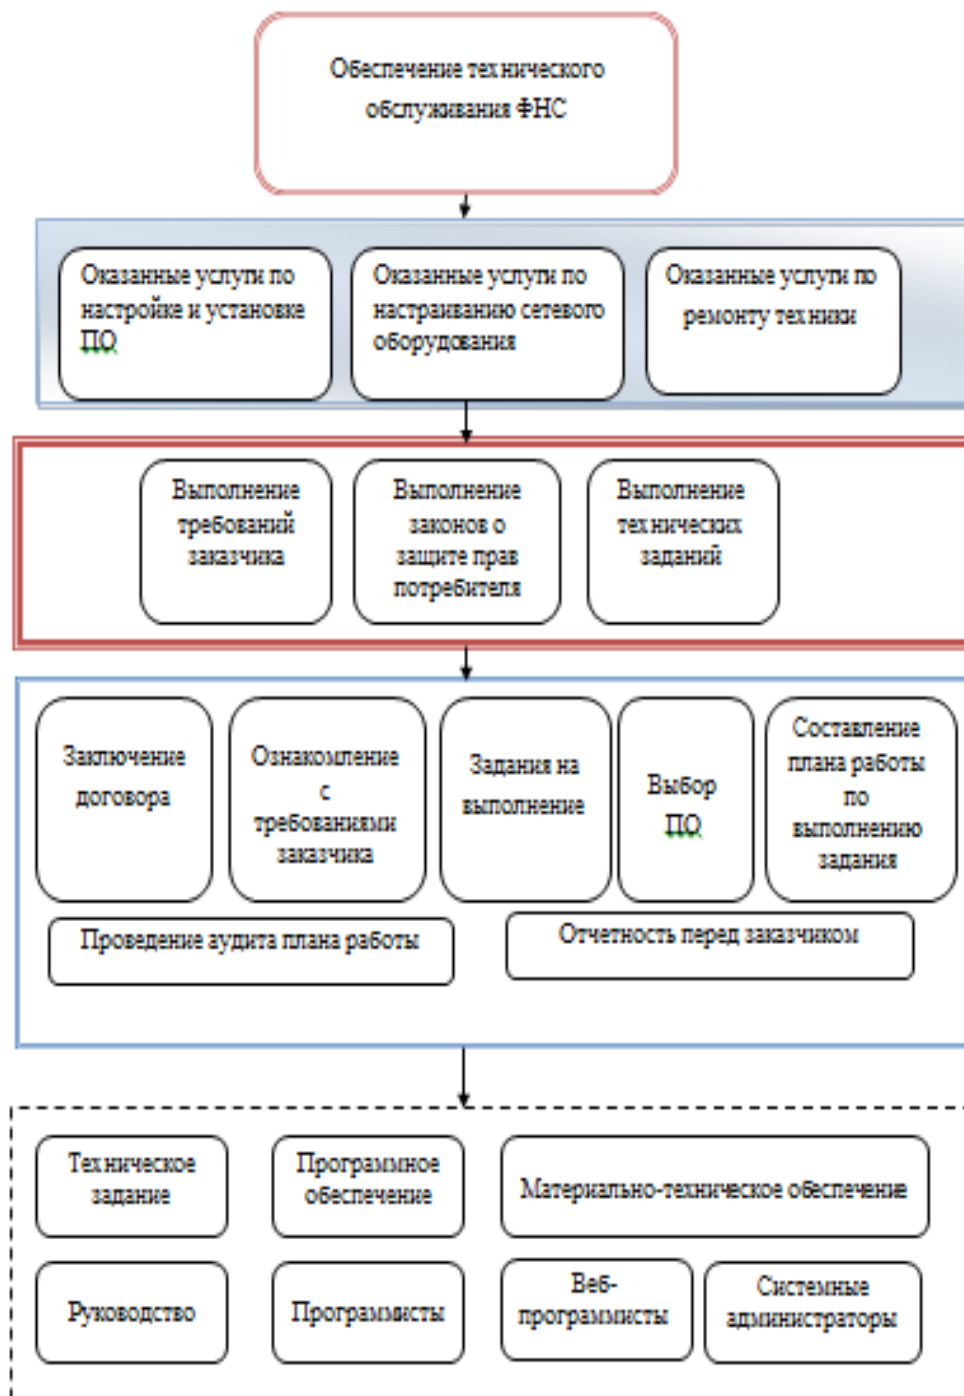 Обеспечение технического
обслуживания ФНС
Оказанные услуги по
настройке и установке
ПО
Оказанные услуги по
настраиванию сетевого
оборудования
Оказанные услуги по
ремонту техники
Выполнение
требований
заказчика
Выполнение
законов о
защите прав
потребителя
Выполнение
технических
заданий
Заключение
договора
Ознакомление
с
требованиями
заказчика
Задания на
выполнение
Выбор
ПО
Составление
плана работы
по
выполнению
задания
Проведение аудита плана работы
Отчетность перед заказчиком
Техническое
задание
Программное
обеспечение
Материально-техническое обеспечение
Руководство
Программисты
Веб-
программисты
Системные
администраторы